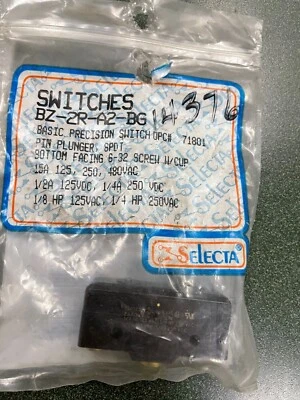 SWITCHES
BZ-2R-A2-BG 14376
BASIC PRECISION SWITCH UPC# 71801
PIN PLUNGER, SPDT
BOTTOM FACING 6-32 SCREW W/CUP
15A 125, 250, 480VAC
1/2A 125VDC, 1/4A 250 VDC
1/8 HP 125VAC, 1/4 HP 250VAC
SELECTA